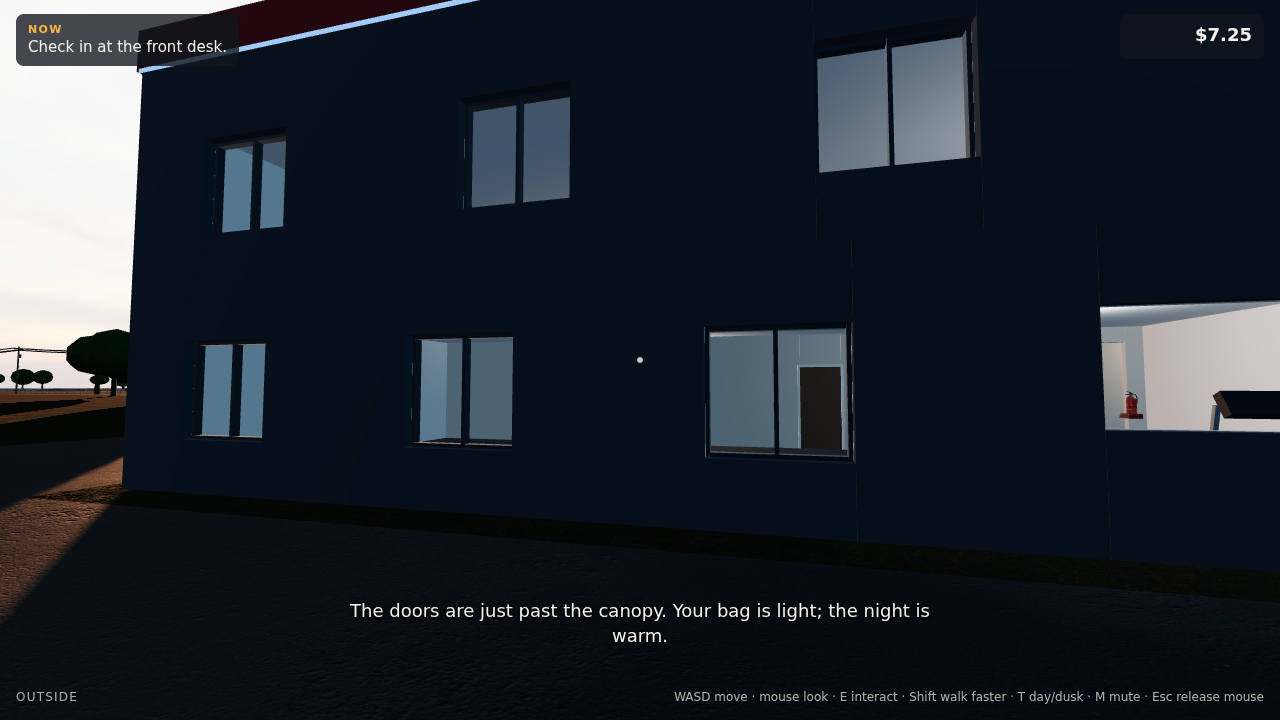 NOW
Check in at the front desk.
$7.25
The doors are just past the canopy. Your bag is light; the night is
warm.
OUTSIDE
WASD move · mouse look · E interact · Shift walk faster · T day/dusk · M mute · Esc release mouse